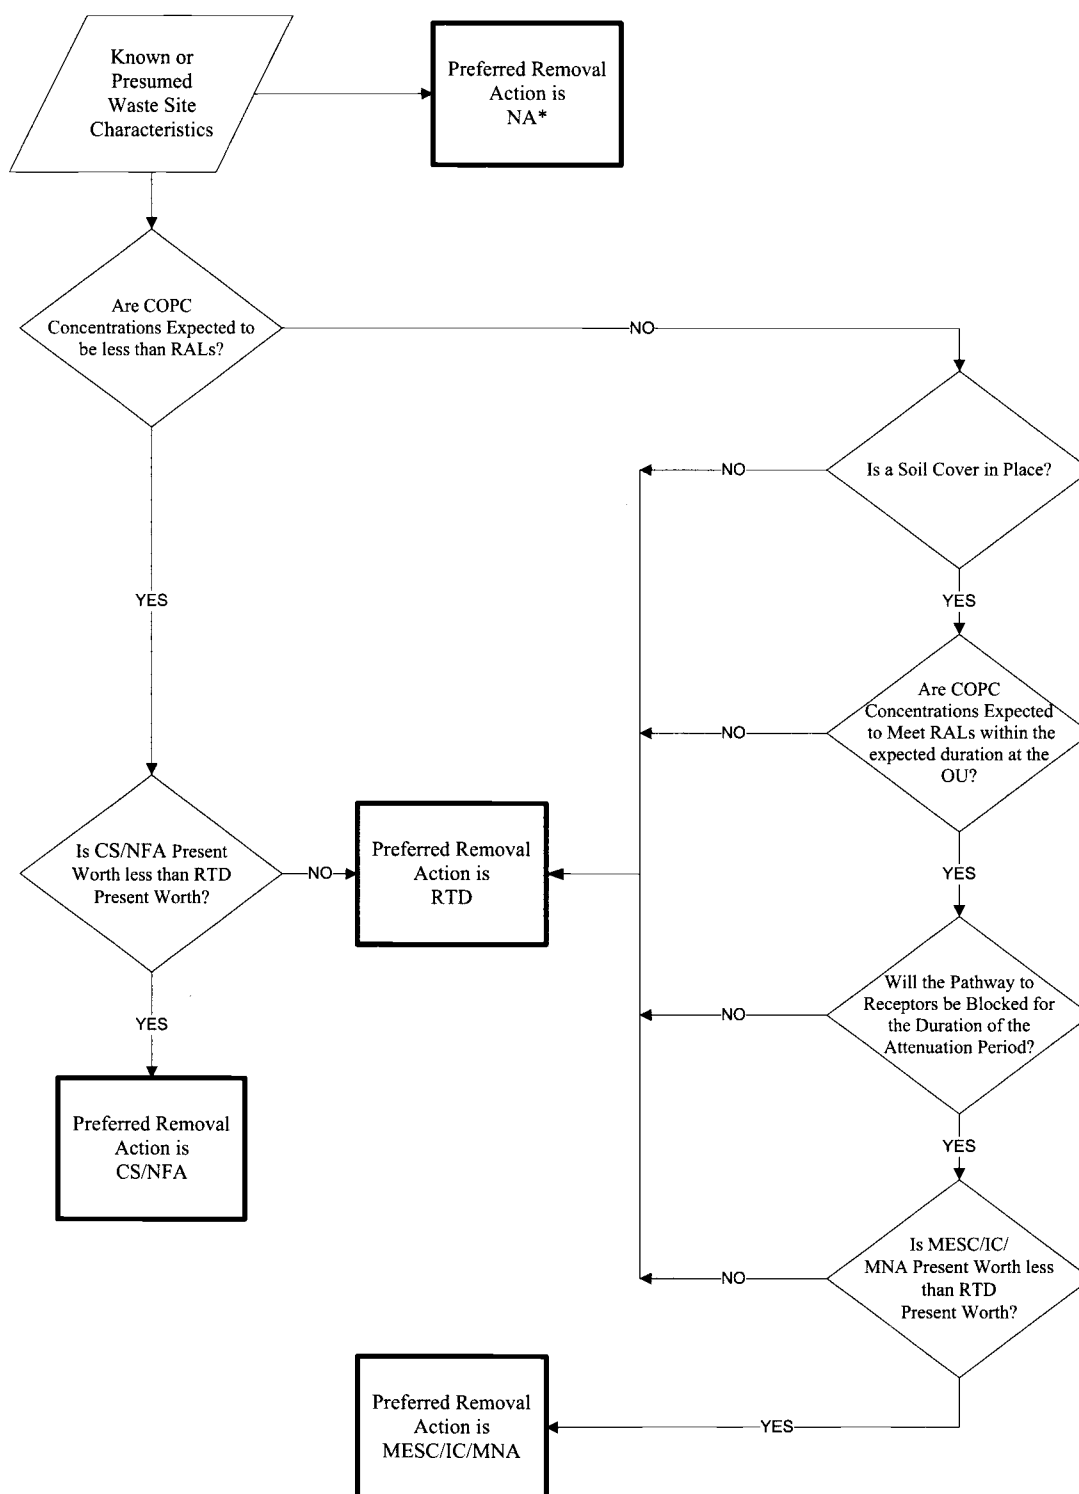 Known or
Presumed
Waste Site
Characteristics
Preferred Removal
Action is
NA*
Are COPC
Concentrations Expected to
be less than RALs?
NO
Is a Soil Cover in Place?
NO
YES
YES
Are COPC
Concentrations Expected
to Meet RALs within the
expected duration at the
OU?
NO
YES
Is CS/NFA Present
Worth less than RTD
Present Worth?
NO
Preferred Removal
Action is
RTD
Will the Pathway to
Receptors be Blocked for
the Duration of the
Attenuation Period?
NO
YES
YES
Preferred Removal
Action is
CS/NFA
Is MESC/IC/
MNA Present Worth less
than RTD
Present Worth?
NO
YES
Preferred Removal
Action is
MESC/IC/MNA